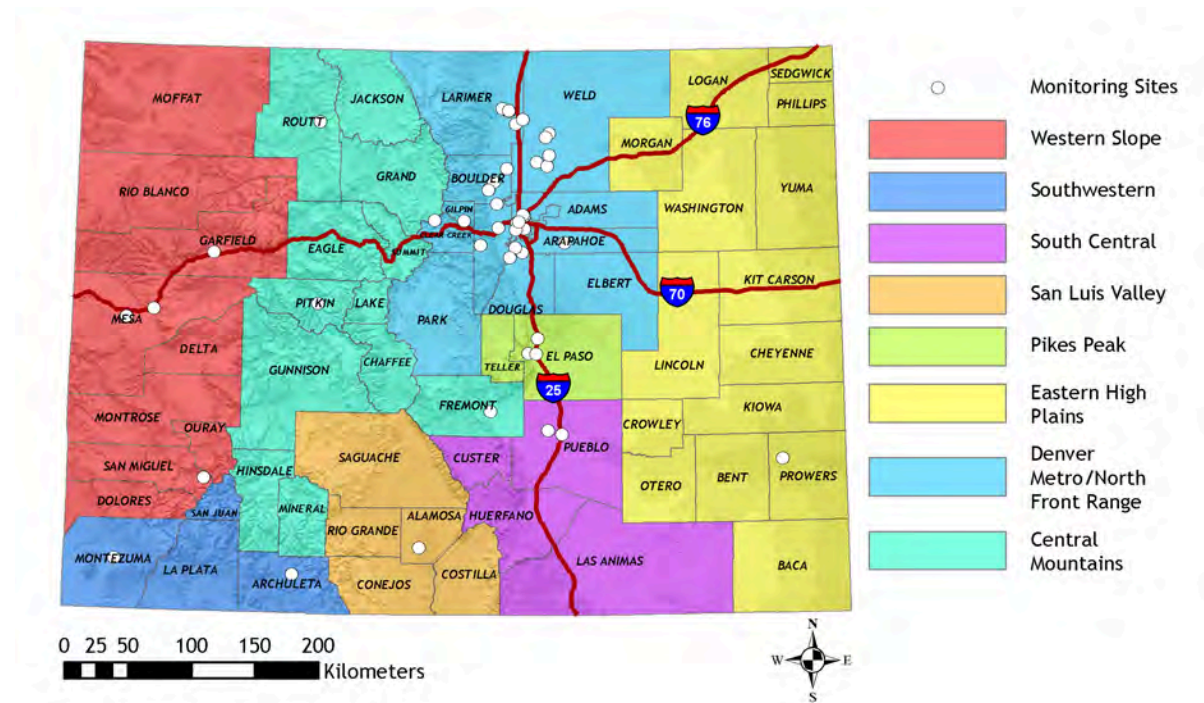 MOFFAT
ROUTT
JACKSON
LARIMER
WELD
LOGAN
SEDGWICK
PHILLIPS
76
MORGAN
RIO BLANCO
GRAND
BOULDER
GILPIN
ADAMS
WASHINGTON
YUMA
GARFIELD
EAGLE
SUMMIT
CLEAR CREEK
ARAPAHOE
MESA
PITKIN
LAKE
PARK
DOUGLAS
ELBERT
70
KIT CARSON
DELTA
GUNNISON
CHAFFEE
TELLER
EL PASO
LINCOLN
CHEYENNE
25
MONTROSE
OURAY
FREMONT
KIOWA
CROWLEY
SAN MIGUEL
HINSDALE
SAGUACHE
CUSTER
PUEBLO
OTERO
BENT
PROWERS
DOLORES
SAN JUAN
MINERAL
RIO GRANDE
ALAMOSA
HUERFANO
MONTEZUMA
LA PLATA
ARCHULETA
CONEJOS
COSTILLA
LAS ANIMAS
BACA
Monitoring Sites
Western Slope
Southwestern
South Central
San Luis Valley
Pikes Peak
Eastern High
Plains
Denver
Metro/North
Front Range
Central
Mountains
0 25 50 100 150 200
Kilometers
N
W E
S